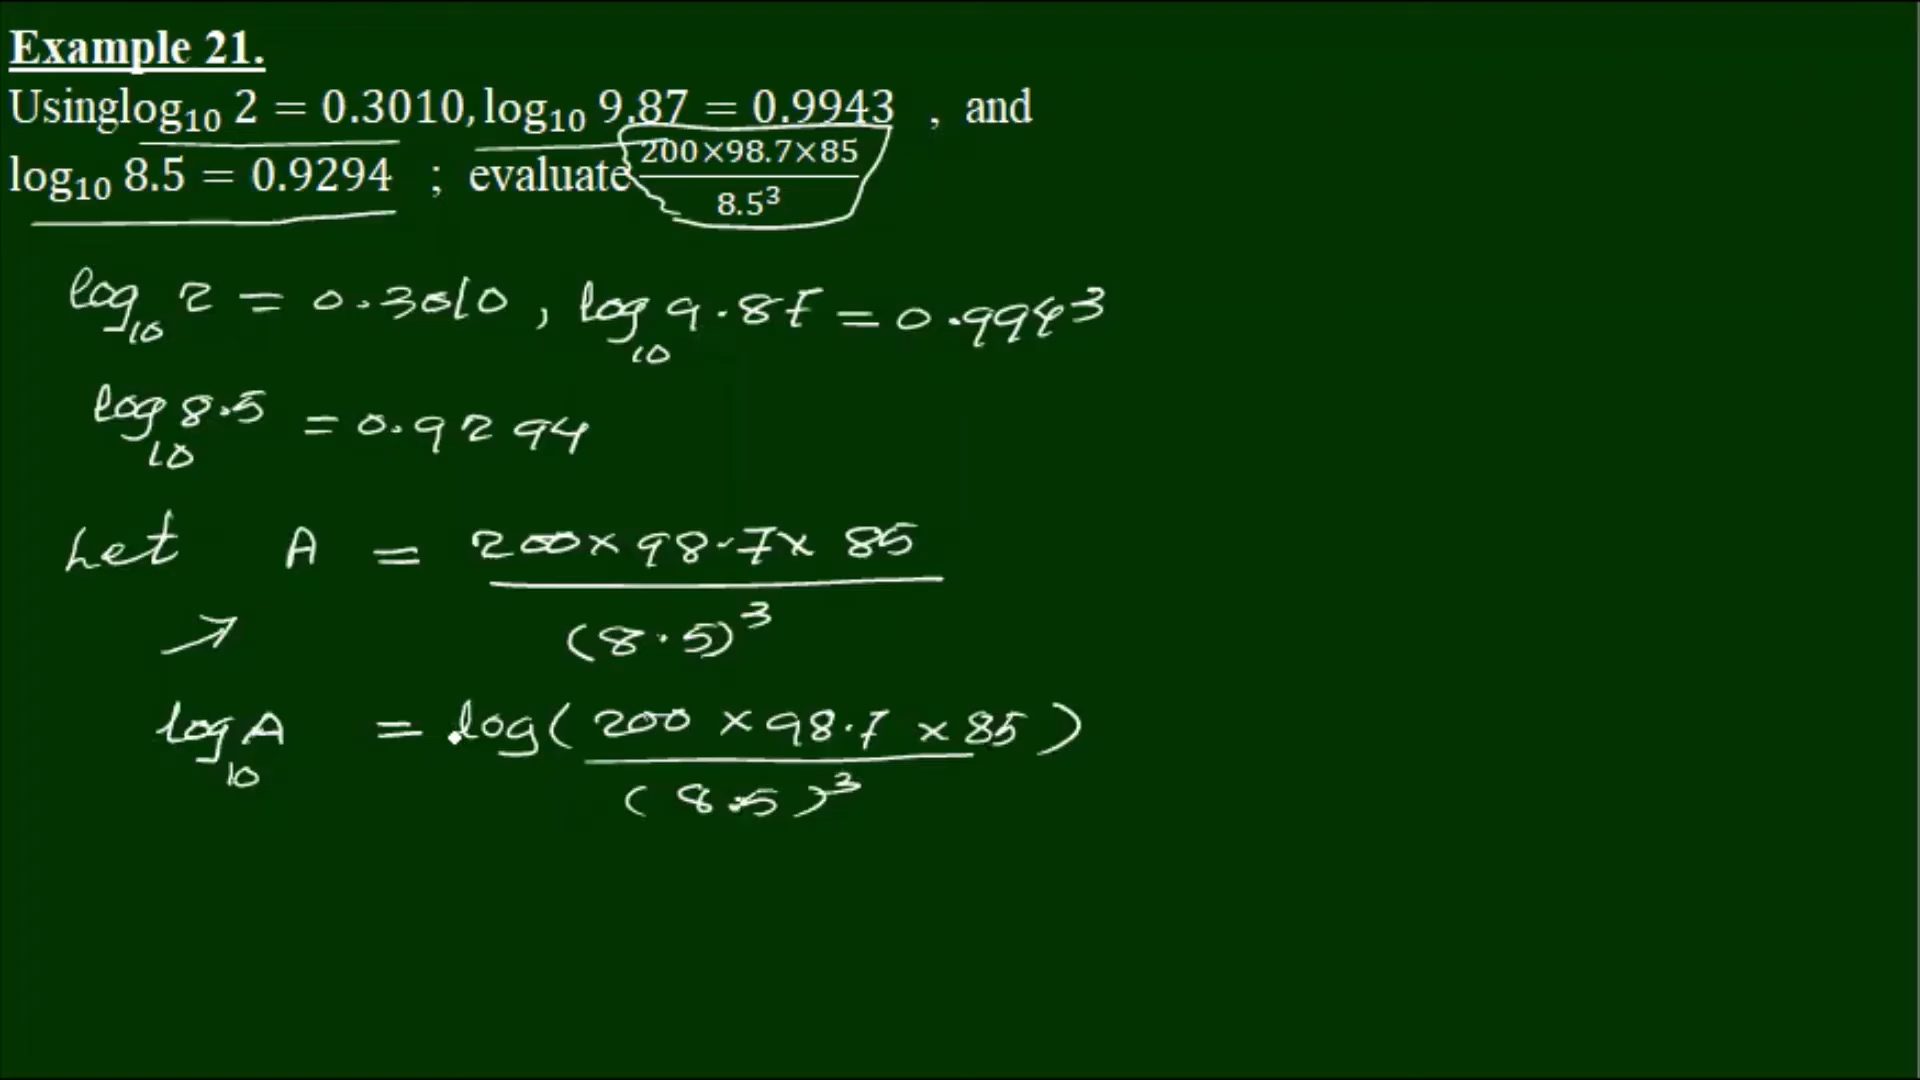 Example 21.
Usinglog₁₀ 2 = 0.3010, log₁₀ 9.87 = 0.9943 , and
log₁₀ 8.5 = 0.9294 ; evaluate (200×98.7×85)/(8.5³)
log₁₀ 2 = 0.3010 , log₁₀ 9.87 = 0.9943
log₁₀ 8.5 = 0.9294
Let A = 200 × 98.7 × 85
(8.5)³
log₁₀ A = log( 200 × 98.7 × 85 )
(8.5)³